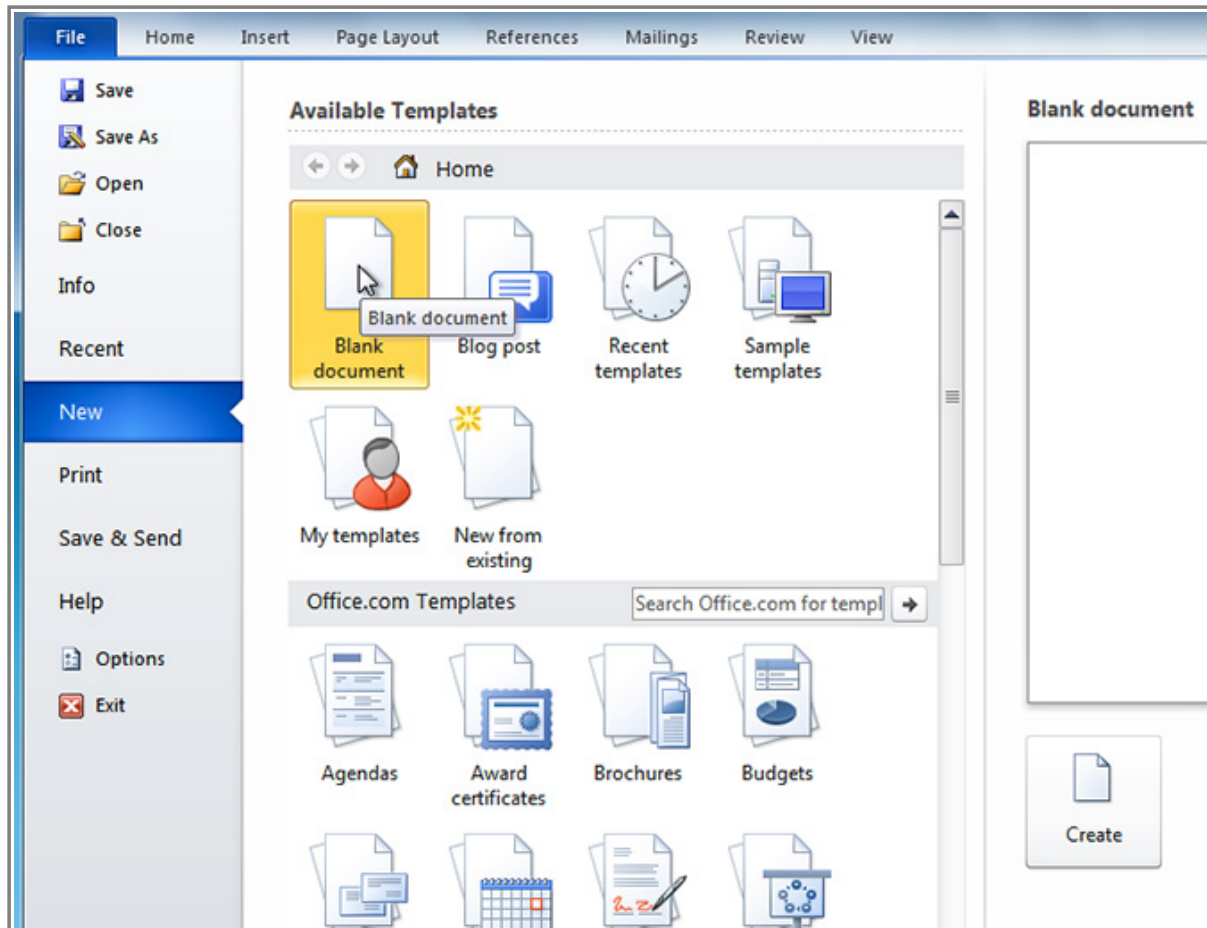 File Home Insert Page Layout References Mailings Review View
Save
Save As
Open
Close
Info
Recent
New
Print
Save & Send
Help
Options
Exit
Available Templates
Home
Blank document
Blank
document
Blog post
Recent
templates
Sample
templates
My templates
New from
existing
Office.com Templates
Search Office.com for templ
Agendas
Award
certificates
Brochures
Budgets
Blank document
Create